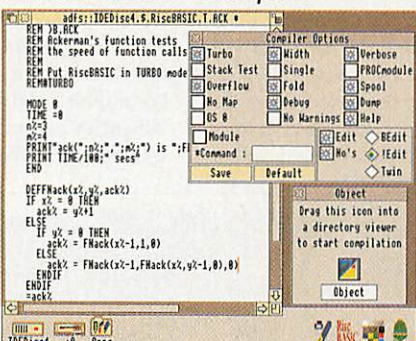 adfs::IDEDisc4.$.RiscBASIC.T.ACK *
REM >B.ACK
REM Ackerman's function tests
REM the speed of function calls
REM
REM Put RiscBASIC in TURBO mode
REM@TURBO
MODE 0
TIME =0
n%=3
m%=4
PRINT"ack(";n%;",";m%;") is ";
PRINT TIME/100;" secs"
END
DEFFNack(x%,y%,ack%)
IF x% = 0 THEN
ack% = y%+1
ELSE
IF y% = 0 THEN
ack% = FNack(x%-1,1,0)
ELSE
ack% = FNack(x%-1,FNack(x%,y%-1,0),0)
ENDIF
ENDIF
=ack%
Compiler Options
Turbo Width Verbose
Stack Test Single PROCmodule
Overflow Fold Spool
No Map Debug Dump
OS 0 No Warnings Help
Module Edit BEdit
*Command : No's !Edit
Save Default Twin
Object
Drag this icon into
a directory viewer
to start compilation
Object
:0
Risc
BASIC